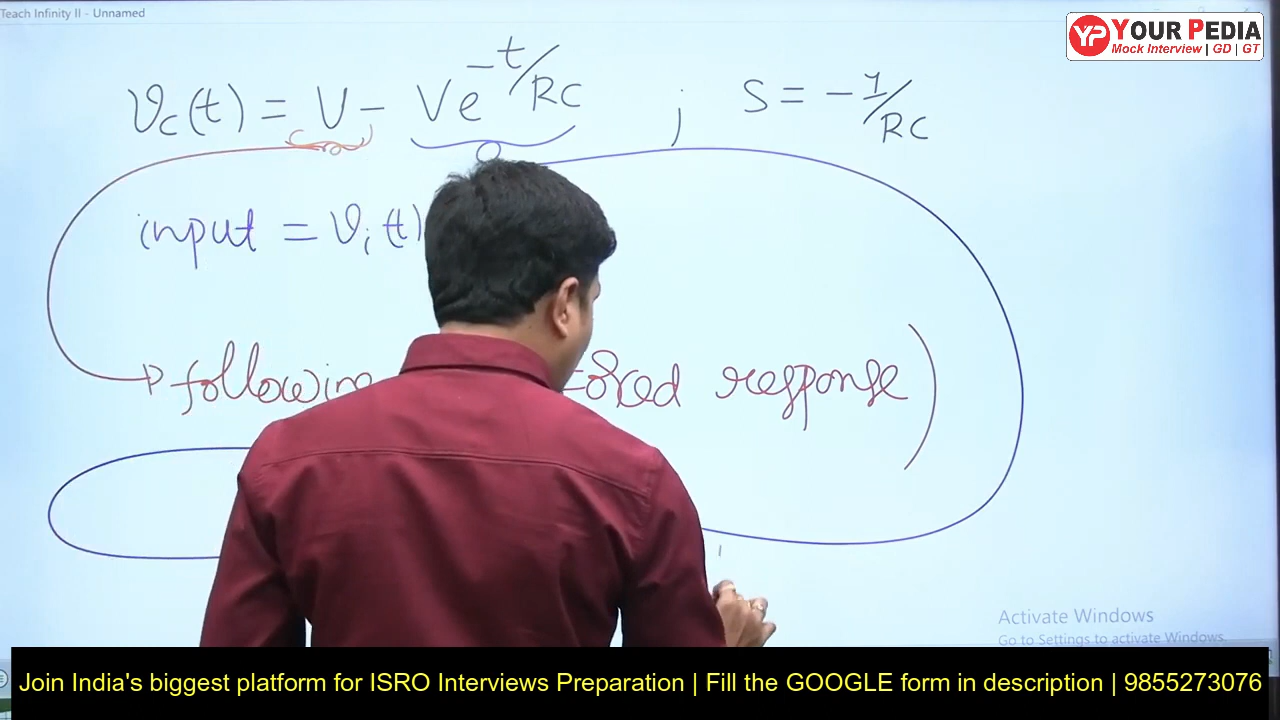 Teach Infinity II - Unnamed
YOUR PEDIA
YP
Mock Interview | GD | GT
Vc(t) = V - Ve^-t/RC ; S = -1/RC
input = Vi(t)
following response)
Activate Windows
Go to Settings to activate Windows.
Join India's biggest platform for ISRO Interviews Preparation | Fill the GOOGLE form in description | 9855273076